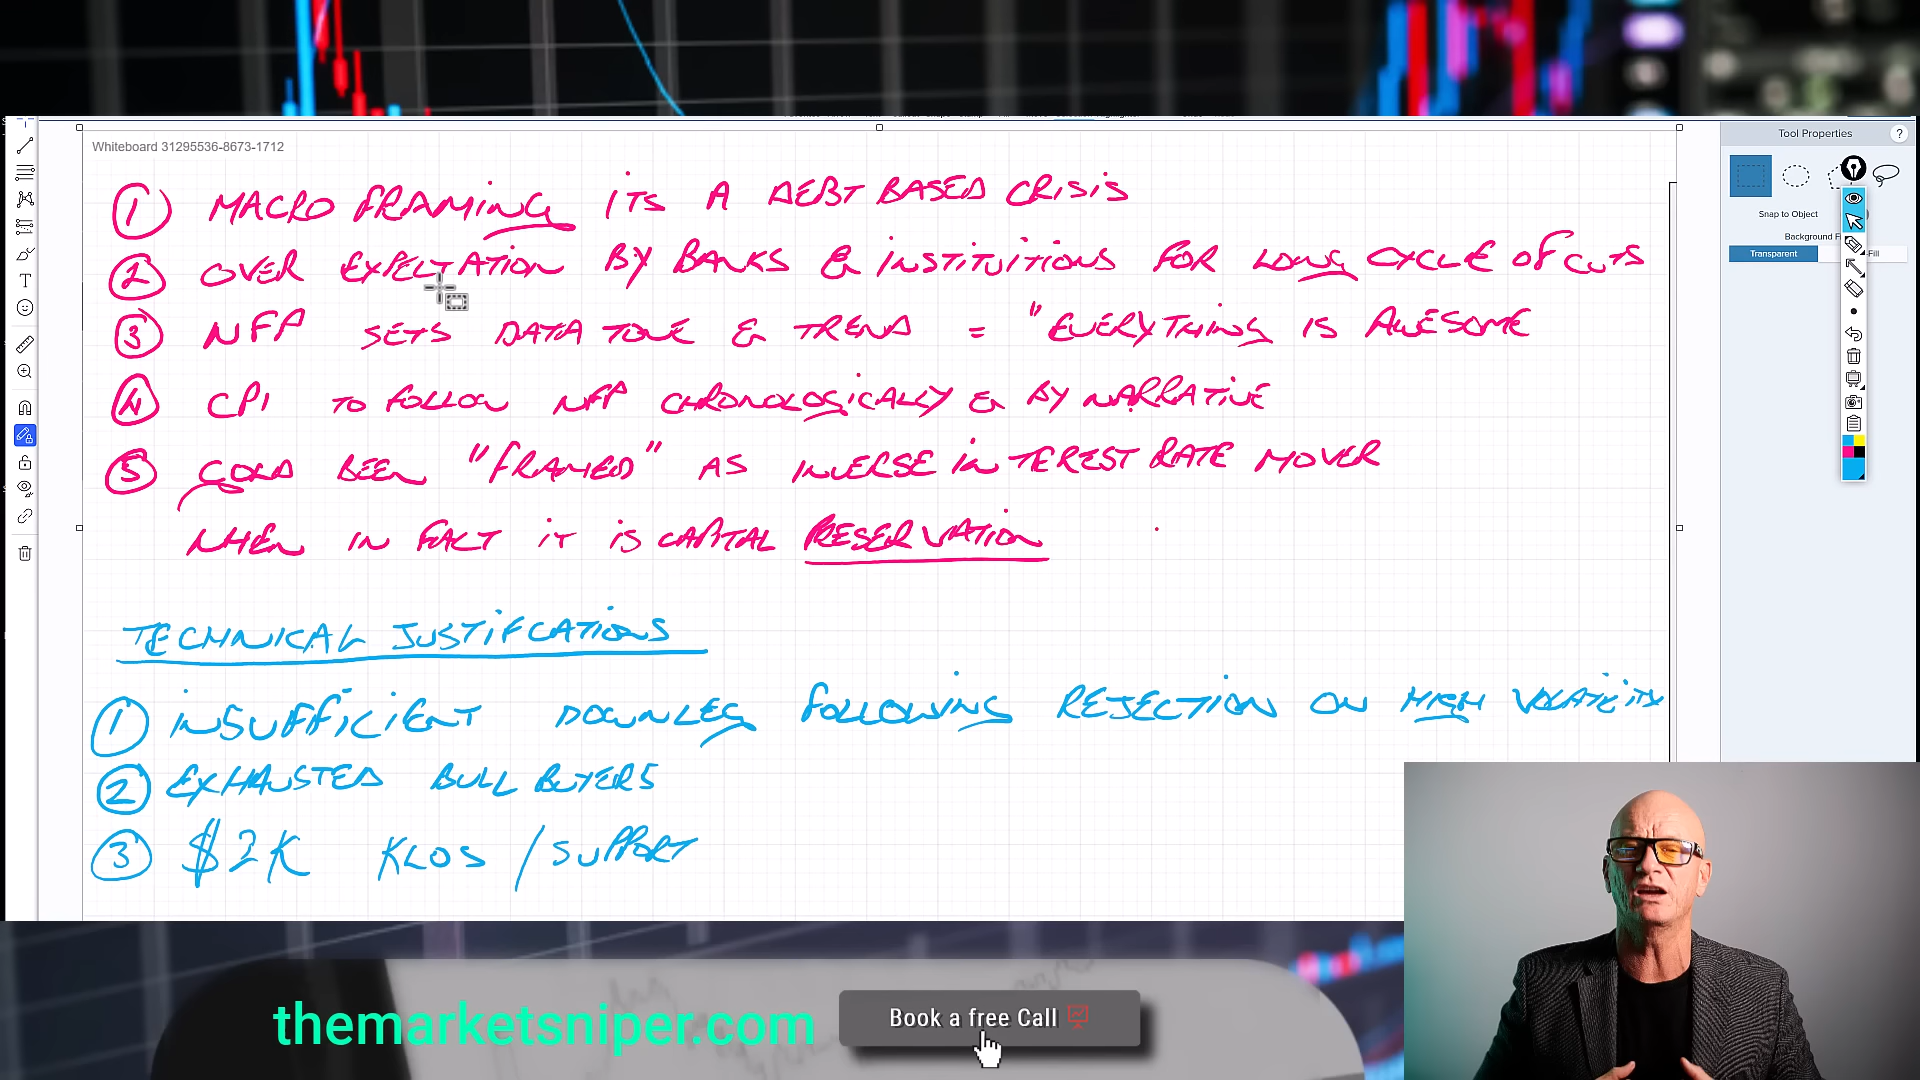 Tool Properties ?
Whiteboard 31295536-8673-1712
Snap to Object
Transparent Fill
1 MACRO FRAMING ITS A DEBT BASED CRISIS
2 OVER EXPECTATION BY BANKS & INSTITUITIONS FOR LONG CYCLE OF CUTS
3 NFP SETS DATA TONE & TREND = "EVERYTHING IS AWESOME
4 CPI TO FOLLOW NFP CHRONOLOGICALLY & BY NARRATIVE
5 GOLD BEEN "FRAMED" AS INVERSE INTEREST RATE MOVER
WHEN IN FACT IT IS CAPITAL PRESERVATION
TECHNICAL JUSTIFCATIONS
1 INSUFFICIENT DOWNLEG FOLLOWING REJECTION ON HIGH VOLATILITY
2 EXHAUSTED BULL BUYERS
3 $2K KLOS / SUPPORT
themarketsniper.com
Book a free Call